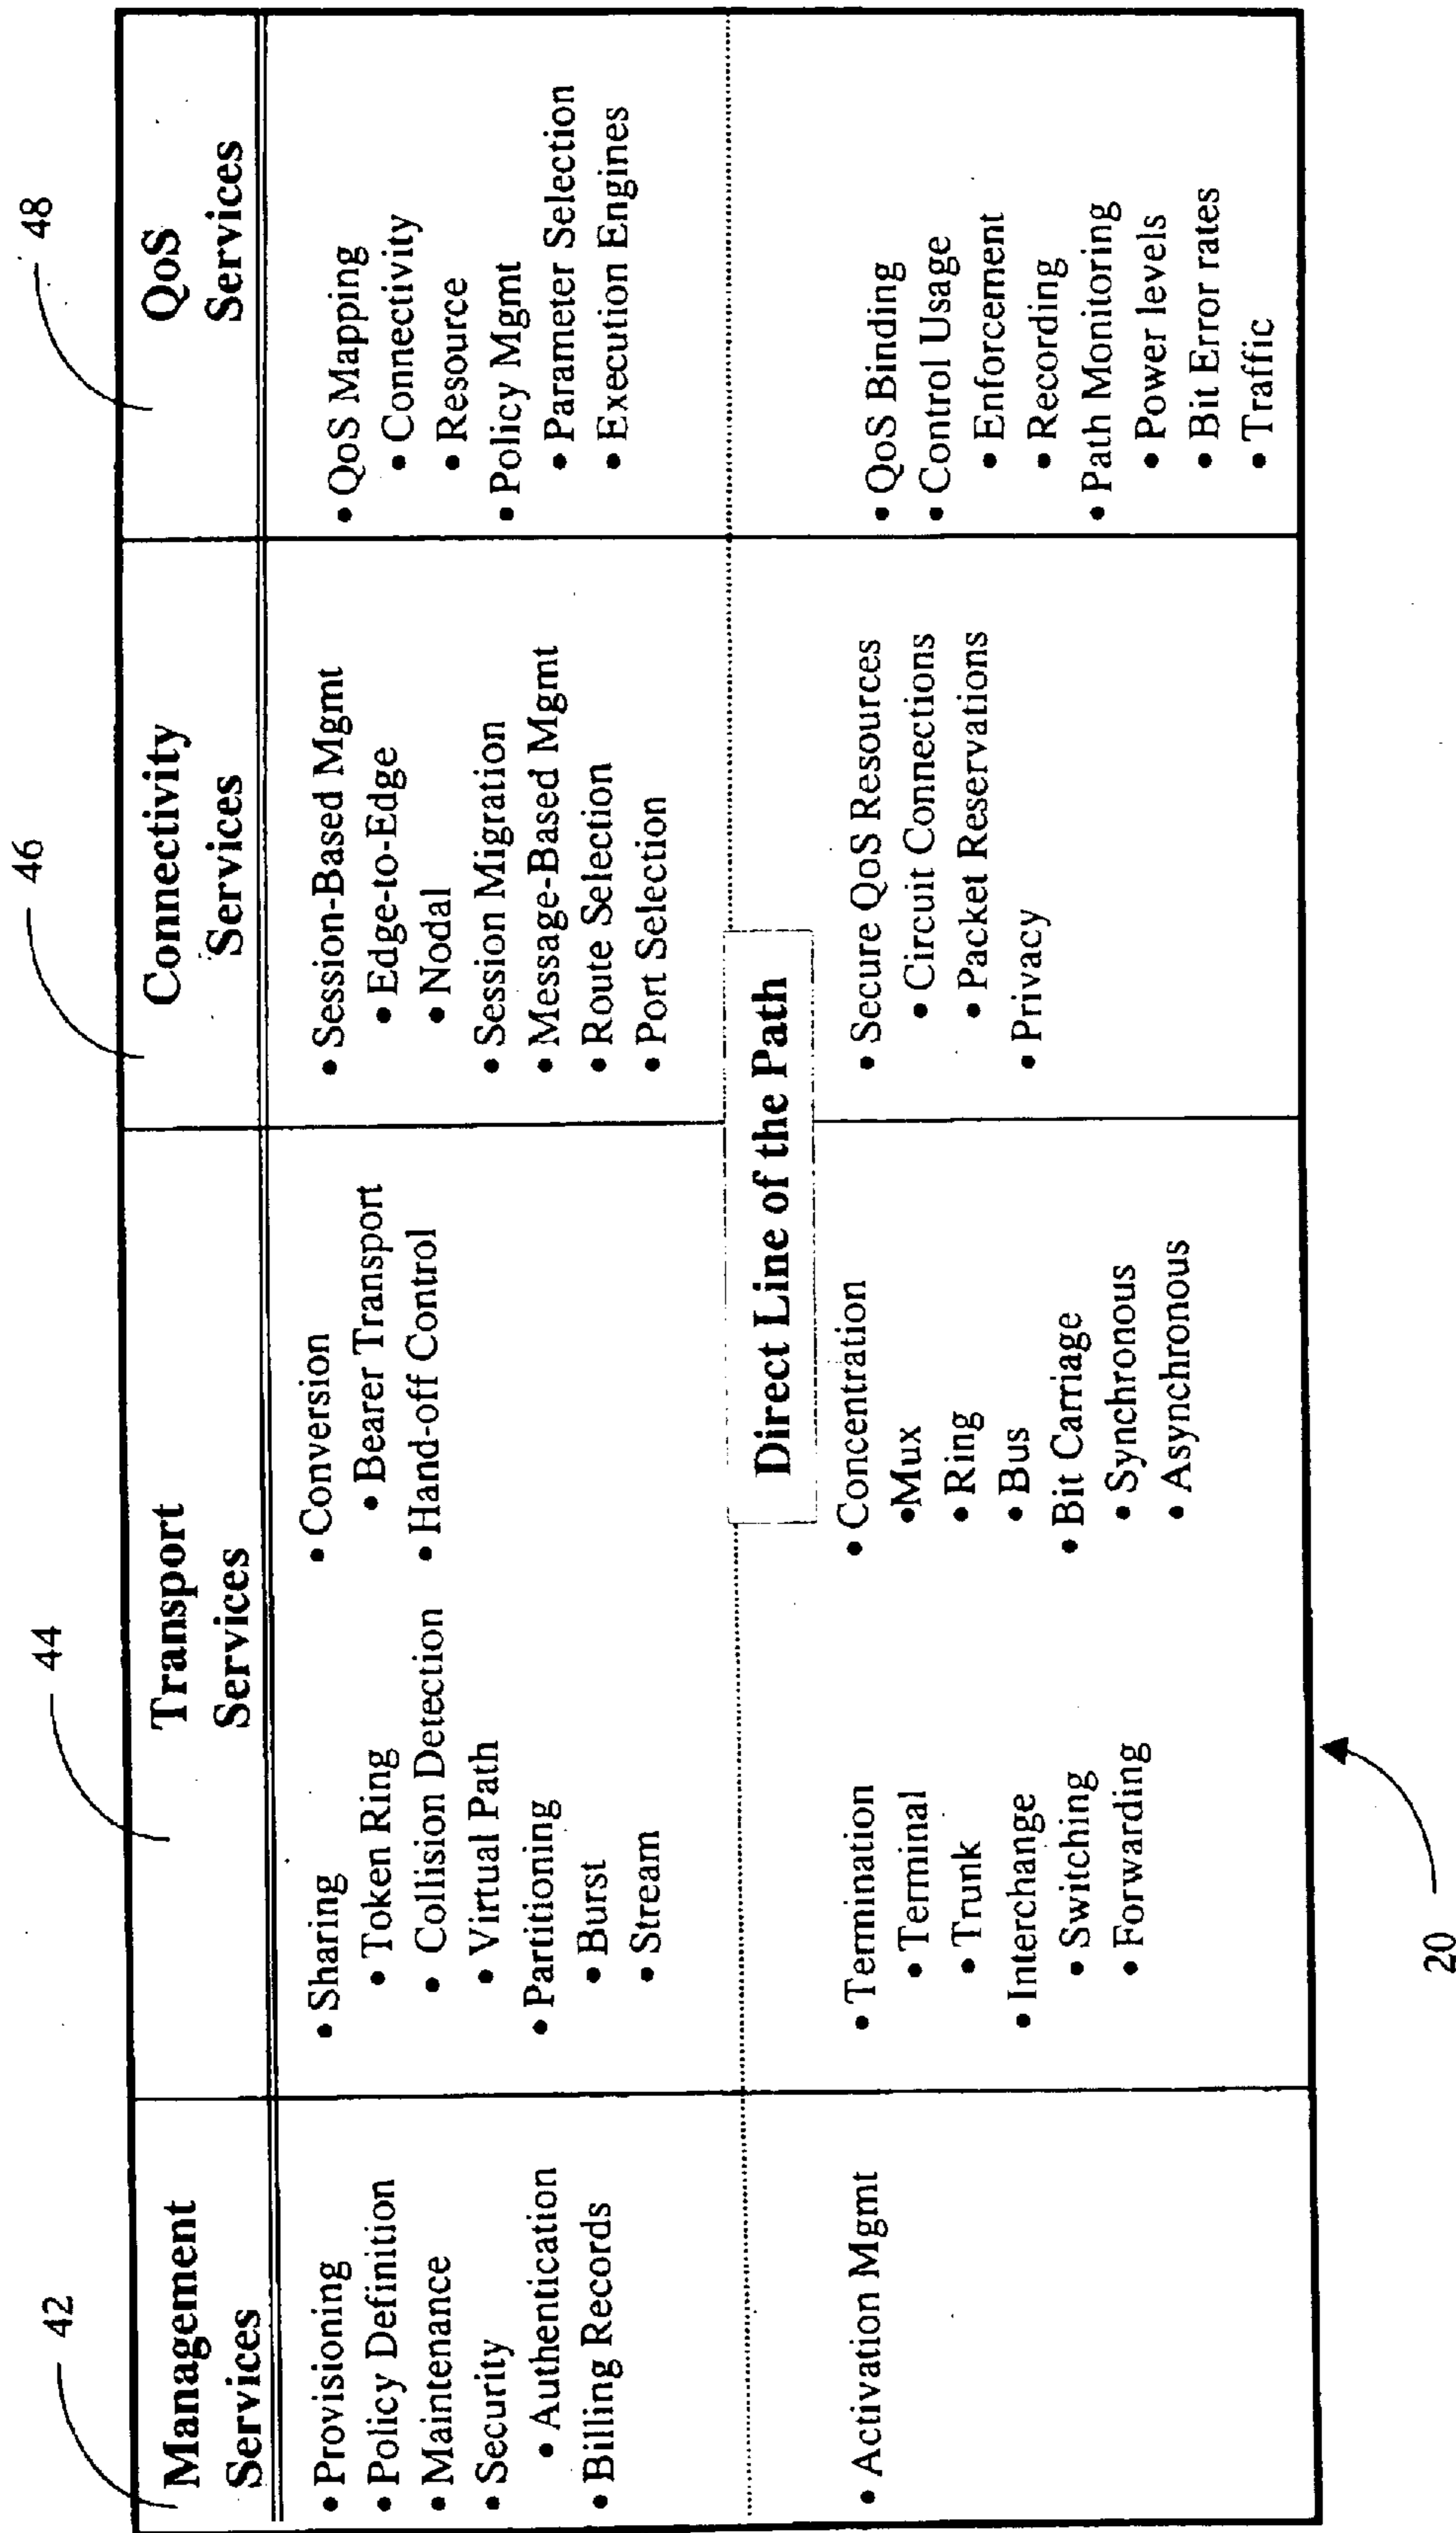 42
Management
Services
• Provisioning
• Policy Definition
• Maintenance
• Security
• Authentication
• Billing Records
• Activation Mgmt
44
Transport
Services
• Sharing
• Token Ring
• Collision Detection
• Virtual Path
• Partitioning
• Burst
• Stream
• Conversion
• Bearer Transport
• Hand-off Control
• Termination
• Terminal
• Trunk
• Interchange
• Switching
• Forwarding
• Concentration
•Mux
• Ring
• Bus
• Bit Carriage
• Synchronous
• Asynchronous
46
Connectivity
Services
• Session-Based Mgmt
• Edge-to-Edge
• Nodal
• Session Migration
• Message-Based Mgmt
• Route Selection
• Port Selection
Direct Line of the Path
• Secure QoS Resources
• Circuit Connections
• Packet Reservations
• Privacy
48
QoS
Services
• QoS Mapping
• Connectivity
• Resource
• Policy Mgmt
• Parameter Selection
• Execution Engines
• QoS Binding
• Control Usage
• Enforcement
• Recording
• Path Monitoring
• Power levels
• Bit Error rates
• Traffic
20